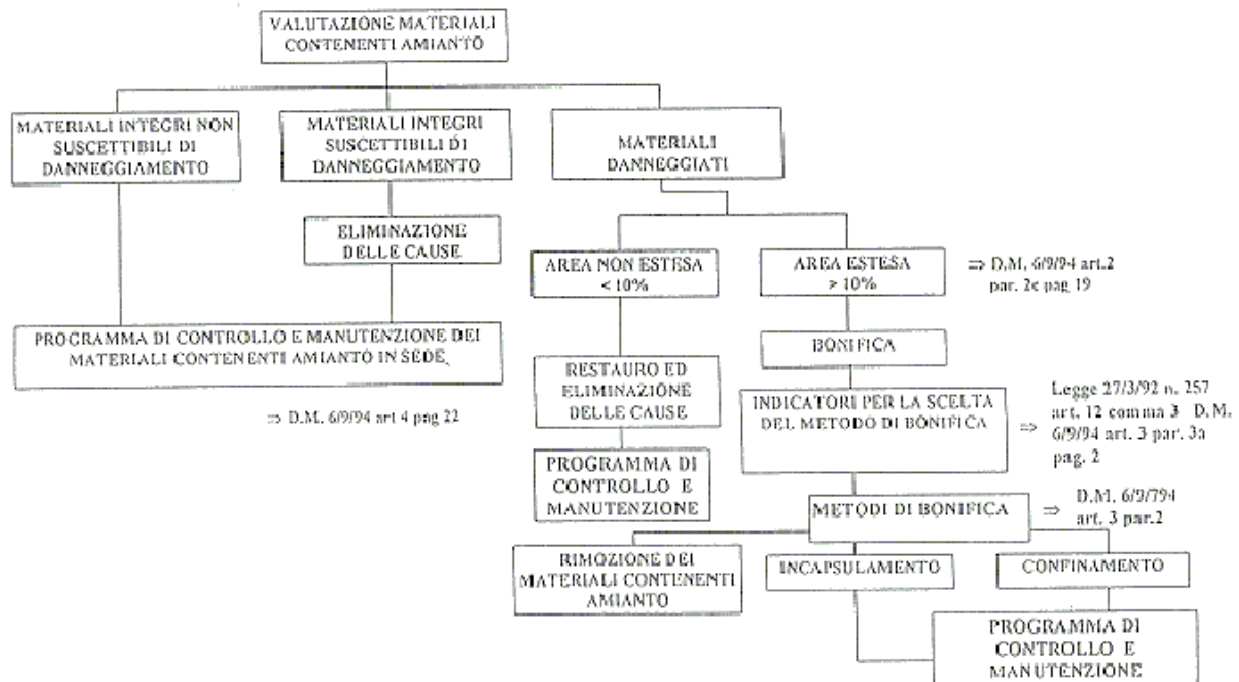 VALUTAZIONE MATERIALI
CONTENENTI AMIANTO
MATERIALI INTEGRI NON
SUSCETTIBILI DI
DANNEGGIAMENTO
MATERIALI INTEGRI
SUSCETTIBILI DI
DANNEGGIAMENTO
MATERIALI
DANNEGGIATI
ELIMINAZIONE
DELLE CAUSE
AREA NON ESTESA
< 10%
AREA ESTESA
> 10%
⇒ D.M. 6/9/94 art.2
par. 2c pag 19
PROGRAMMA DI CONTROLLO E MANUTENZIONE DEI
MATERIALI CONTENENTI AMIANTO IN SEDE
⇒ D.M. 6/9/94 art 4 pag 22
BONIFICA
RESTAURO ED
ELIMINAZIONE
DELLE CAUSE
INDICATORI PER LA SCELTA
DEL METODO DI BONIFICA
⇒ Legge 27/3/92 n. 257
art. 12 comma 3 D.M.
6/9/94 art. 3 par. 3a
pag. 2
PROGRAMMA DI
CONTROLLO E
MANUTENZIONE
METODI DI BONIFICA
⇒ D.M. 6/9/794
art. 3 par.2
RIMOZIONE DEI
MATERIALI CONTENENTI
AMIANTO
INCAPSULAMENTO
CONFINAMENTO
PROGRAMMA DI
CONTROLLO E
MANUTENZIONE